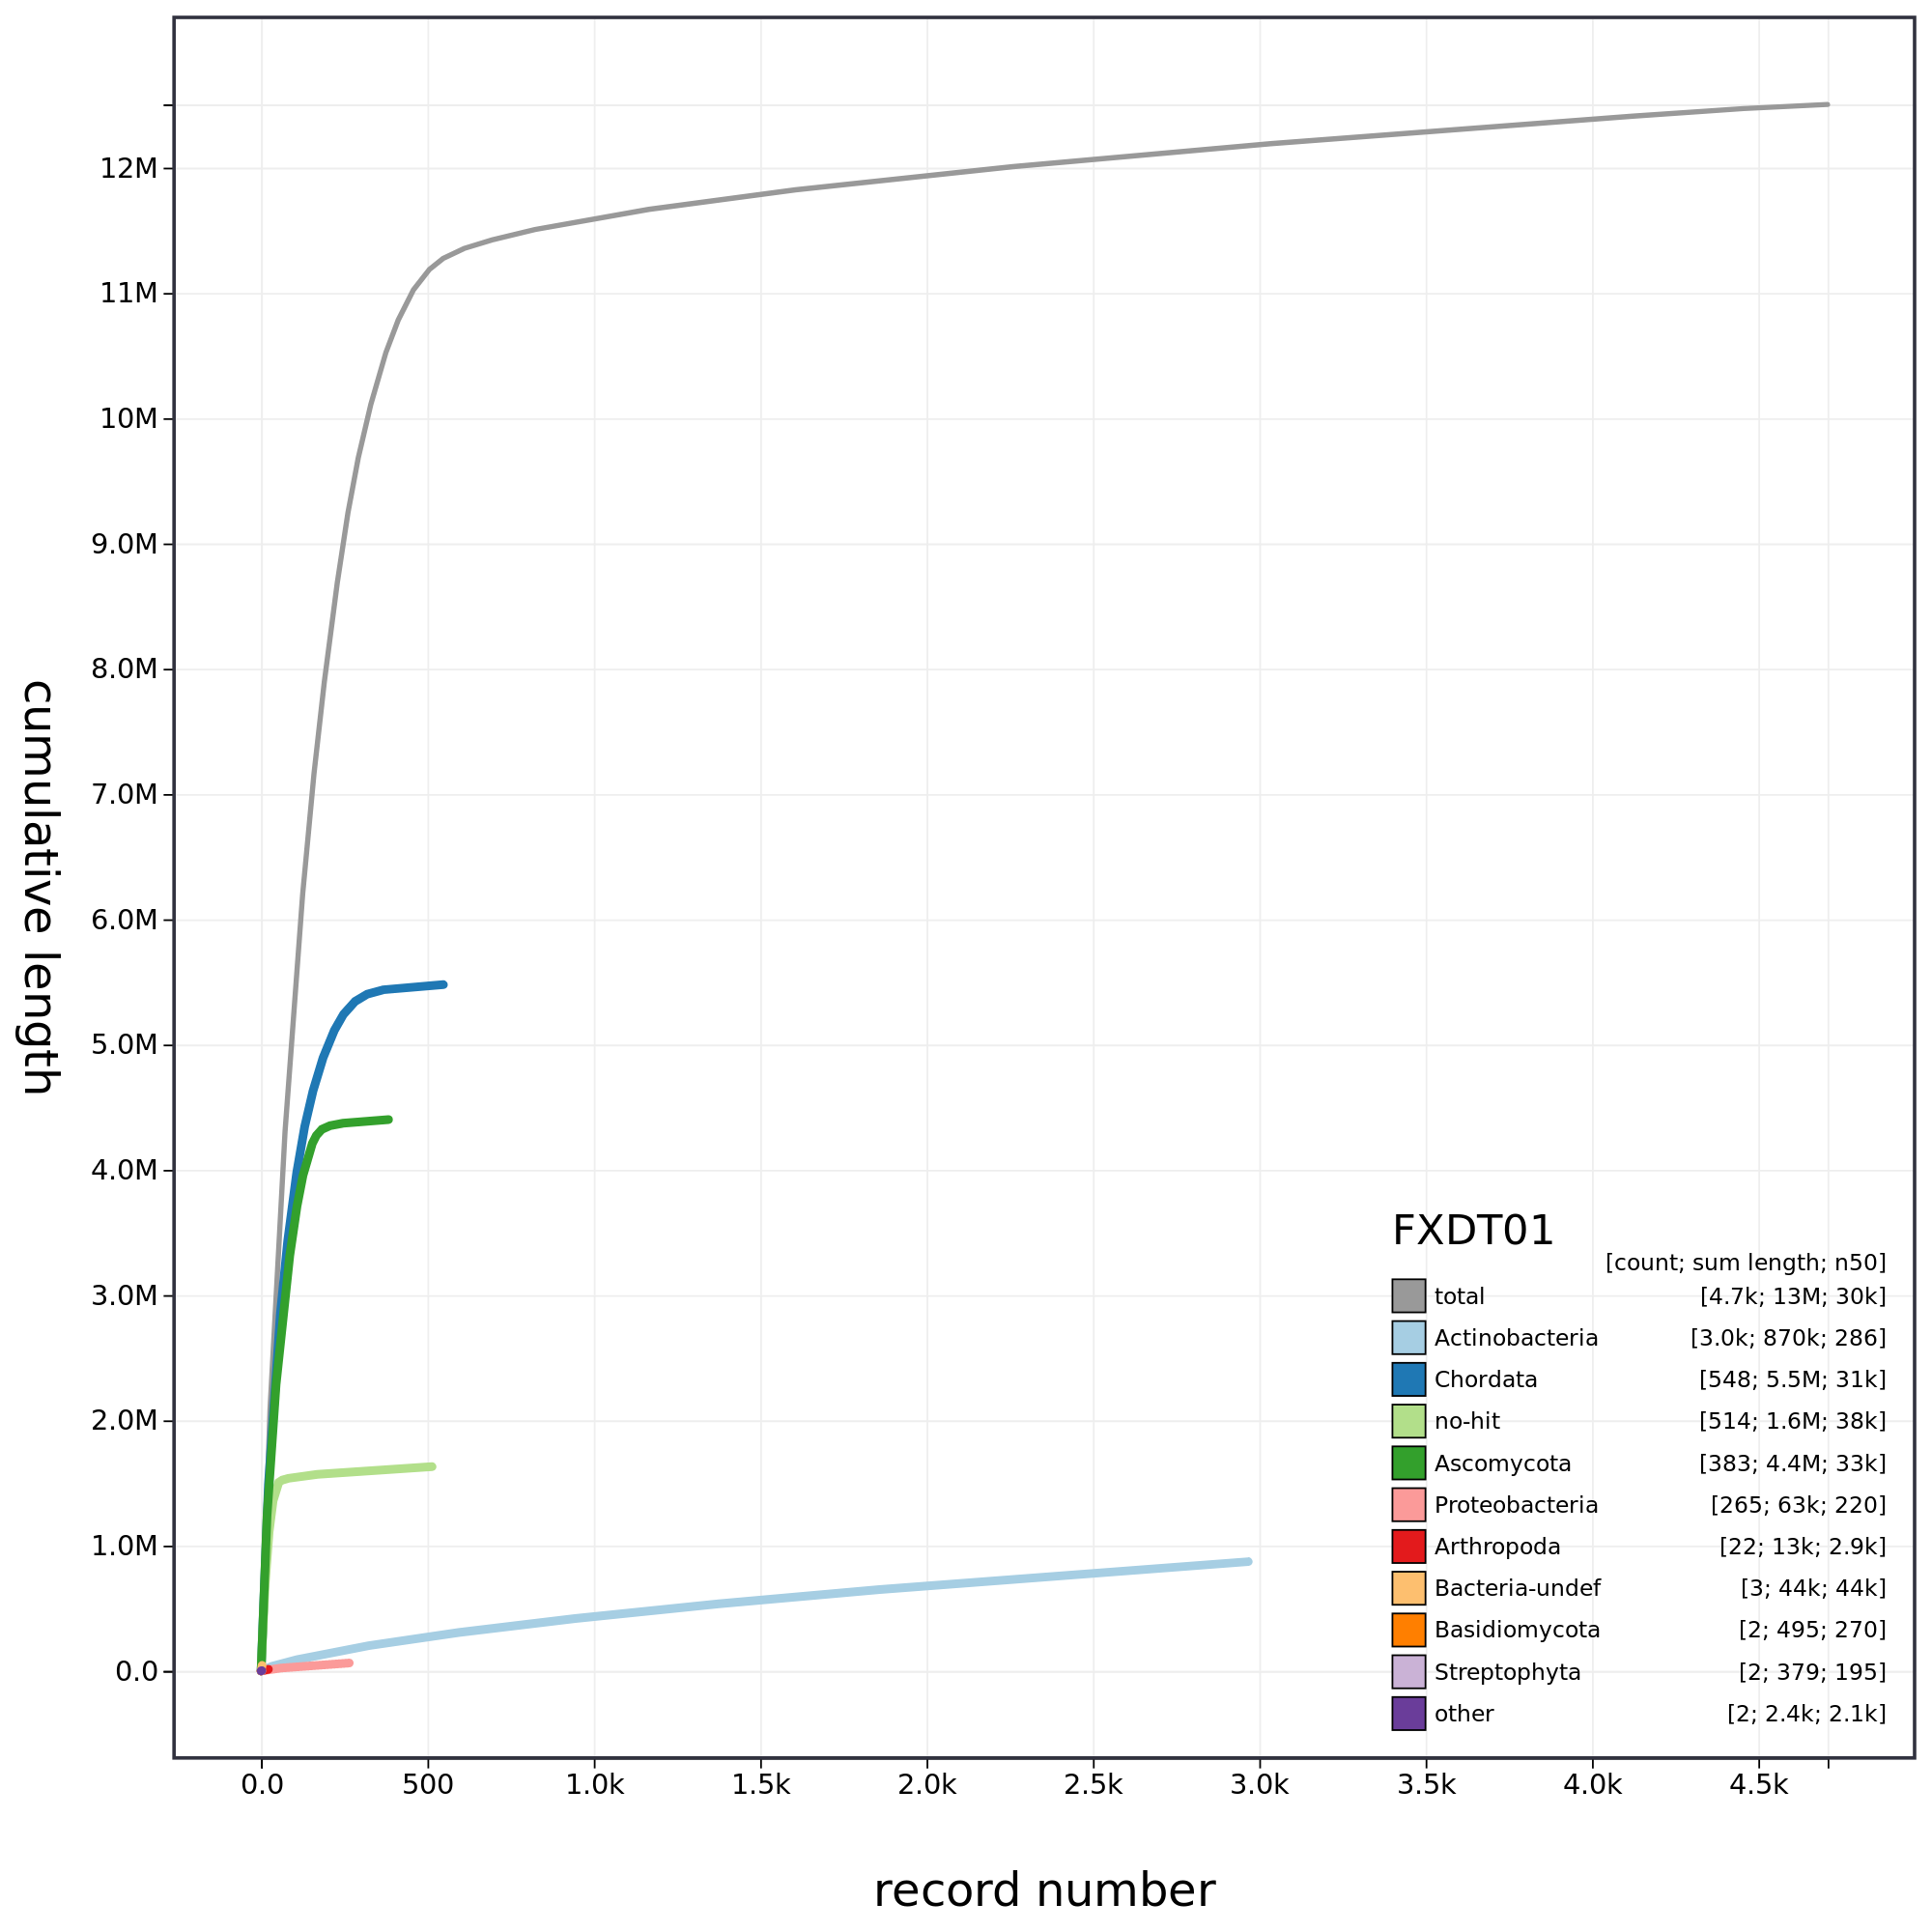 12M
11M
10M
9.0M
8.0M
7.0M
6.0M
5.0M
4.0M
3.0M
2.0M
1.0M
0.0
cumulative length
FXDT01
[count; sum length; n50]
total [4.7k; 13M; 30k]
Actinobacteria [3.0k; 870k; 286]
Chordata [548; 5.5M; 31k]
no-hit [514; 1.6M; 38k]
Ascomycota [383; 4.4M; 33k]
Proteobacteria [265; 63k; 220]
Arthropoda [22; 13k; 2.9k]
Bacteria-undef [3; 44k; 44k]
Basidiomycota [2; 495; 270]
Streptophyta [2; 379; 195]
other [2; 2.4k; 2.1k]
0.0 500 1.0k 1.5k 2.0k 2.5k 3.0k 3.5k 4.0k 4.5k
record number